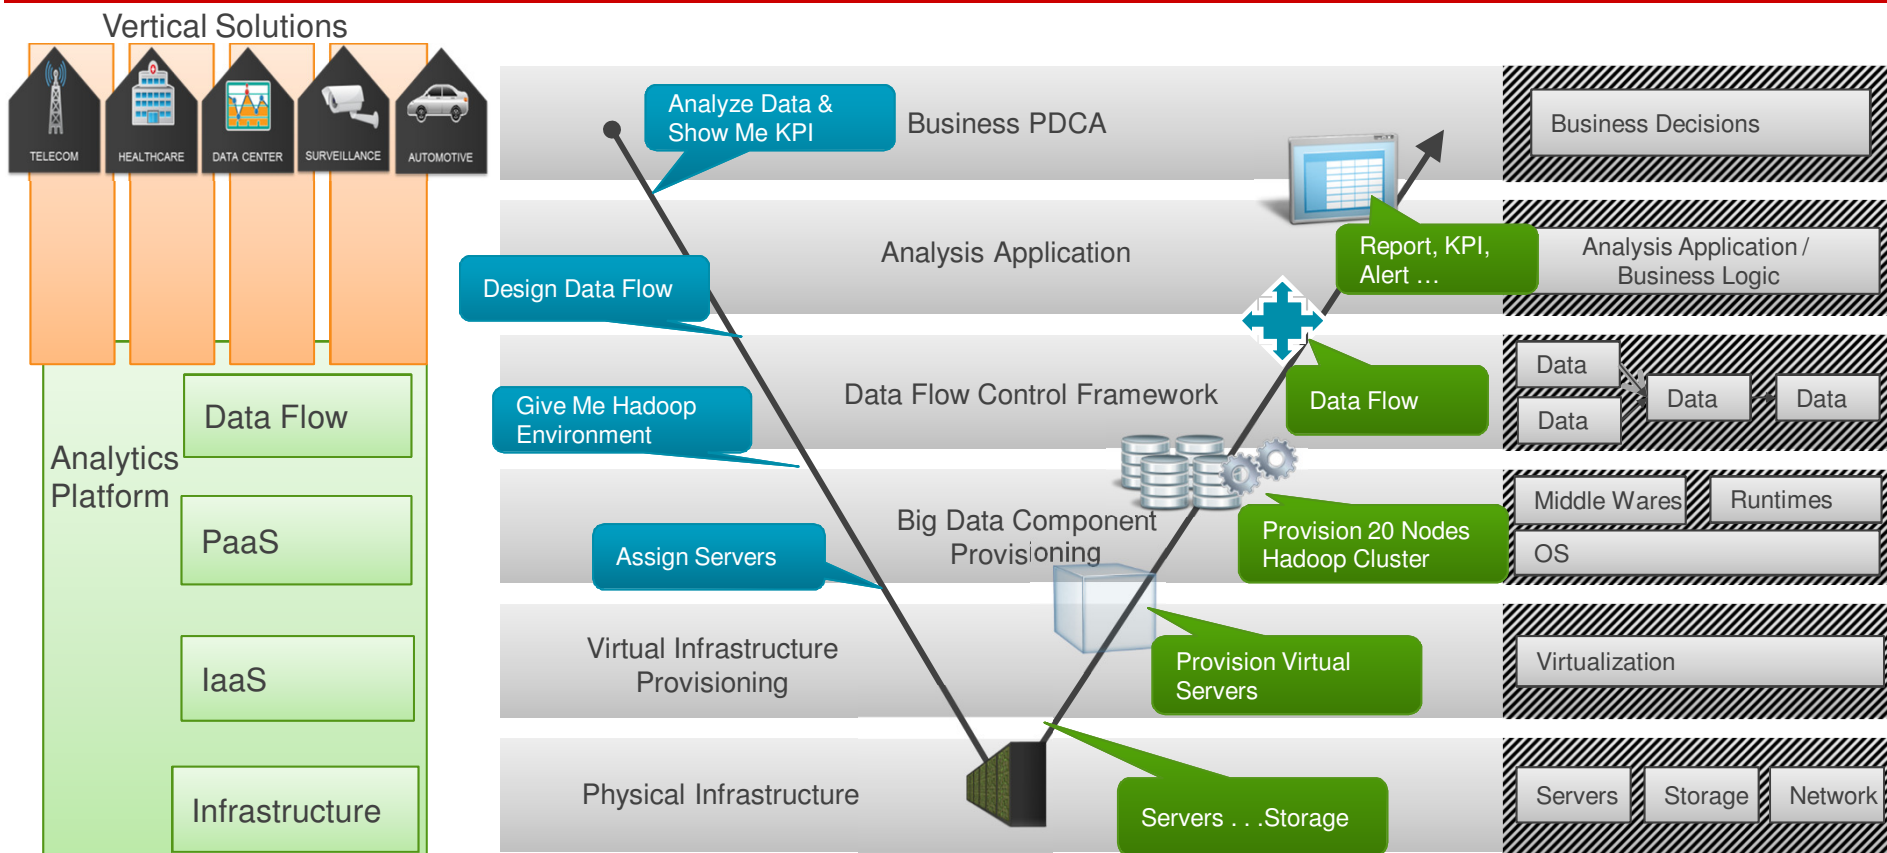 Vertical Solutions
TELECOM
HEALTHCARE
DATA CENTER
SURVEILLANCE
AUTOMOTIVE
Analytics
Platform
Data Flow
PaaS
IaaS
Infrastructure
Analyze Data &
Show Me KPI
Business PDCA
Business Decisions
Design Data Flow
Analysis Application
Report, KPI,
Alert ...
Analysis Application /
Business Logic
Give Me Hadoop
Environment
Data Flow Control Framework
Data Flow
Data
Data
Data
Data
Assign Servers
Big Data Component
Provisioning
Provision 20 Nodes
Hadoop Cluster
Middle Wares
Runtimes
OS
Virtual Infrastructure
Provisioning
Provision Virtual
Servers
Virtualization
Physical Infrastructure
Servers . . .Storage
Servers
Storage
Network